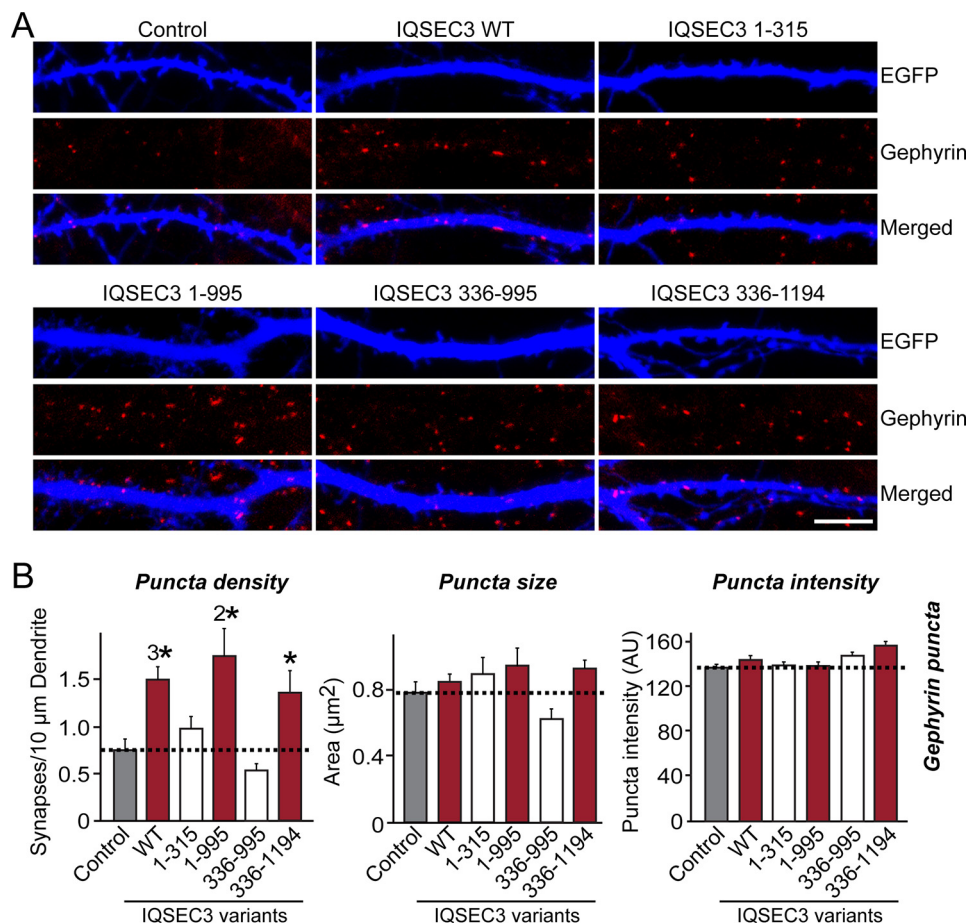 A
Control
IQSEC3 WT
IQSEC3 1-315
EGFP
Gephyrin
Merged
IQSEC3 1-995
IQSEC3 336-995
IQSEC3 336-1194
EGFP
Gephyrin
Merged
B
Puncta density
Synapses/10 µm Dendrite
1.5
1.0
0.5
0
3*
2*
*
Control
WT
1-315
1-995
336-995
336-1194
IQSEC3 variants
Puncta size
Area (µm²)
0.8
0.4
0
Control
WT
1-315
1-995
336-995
336-1194
IQSEC3 variants
Puncta intensity
Puncta intensity (AU)
160
120
80
40
0
Control
WT
1-315
1-995
336-995
336-1194
IQSEC3 variants
Gephyrin puncta